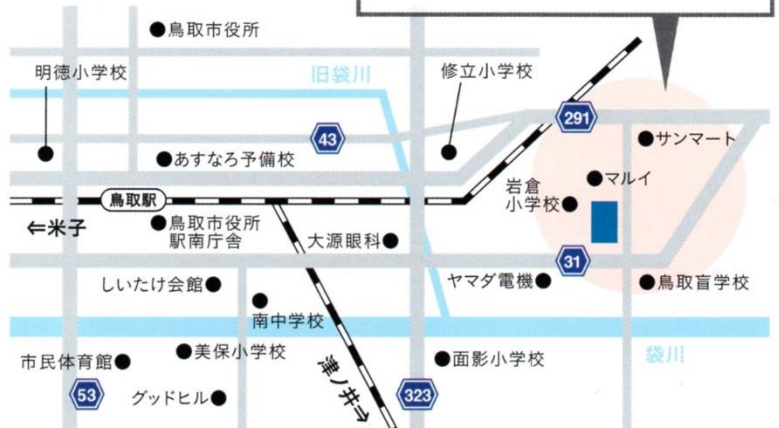 鳥取市役所
明徳小学校
旧袋川
修立小学校
43
291
サンマート
あすなろ予備校
マルイ
鳥取駅
岩倉
小学校
⇐米子
鳥取市役所
駅南庁舎
大源眼科
31
しいたけ会館
ヤマダ電機
鳥取盲学校
南中学校
市民体育館
美保小学校
面影小学校
袋川
津ノ井⇒
53
グッドヒル
323